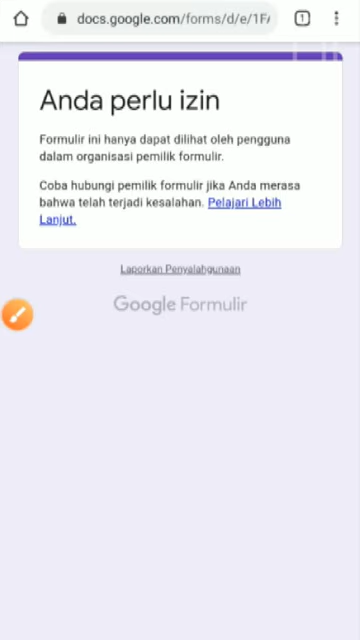 docs.google.com/forms/d/e/1F
1
Anda perlu izin
Formulir ini hanya dapat dilihat oleh pengguna
dalam organisasi pemilik formulir.
Coba hubungi pemilik formulir jika Anda merasa
bahwa telah terjadi kesalahan. Pelajari Lebih
Lanjut.
Laporkan Penyalahgunaan
Google Formulir